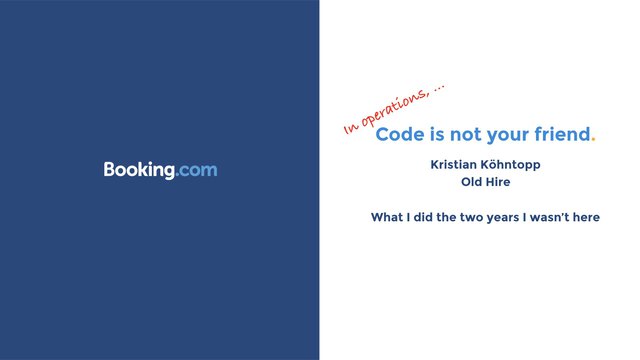 Booking.com
In operations, ...
Code is not your friend.
Kristian Köhntopp
Old Hire
What I did the two years I wasn’t here